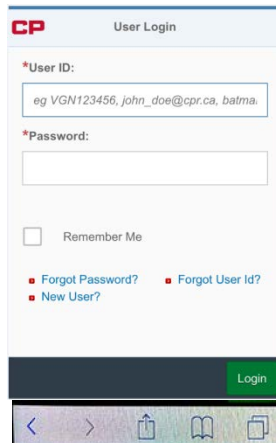 CP User Login
*User ID:
eg VGN123456, john_doe@cpr.ca, batma
*Password:
Remember Me
Forgot Password? Forgot User Id?
New User?
Login